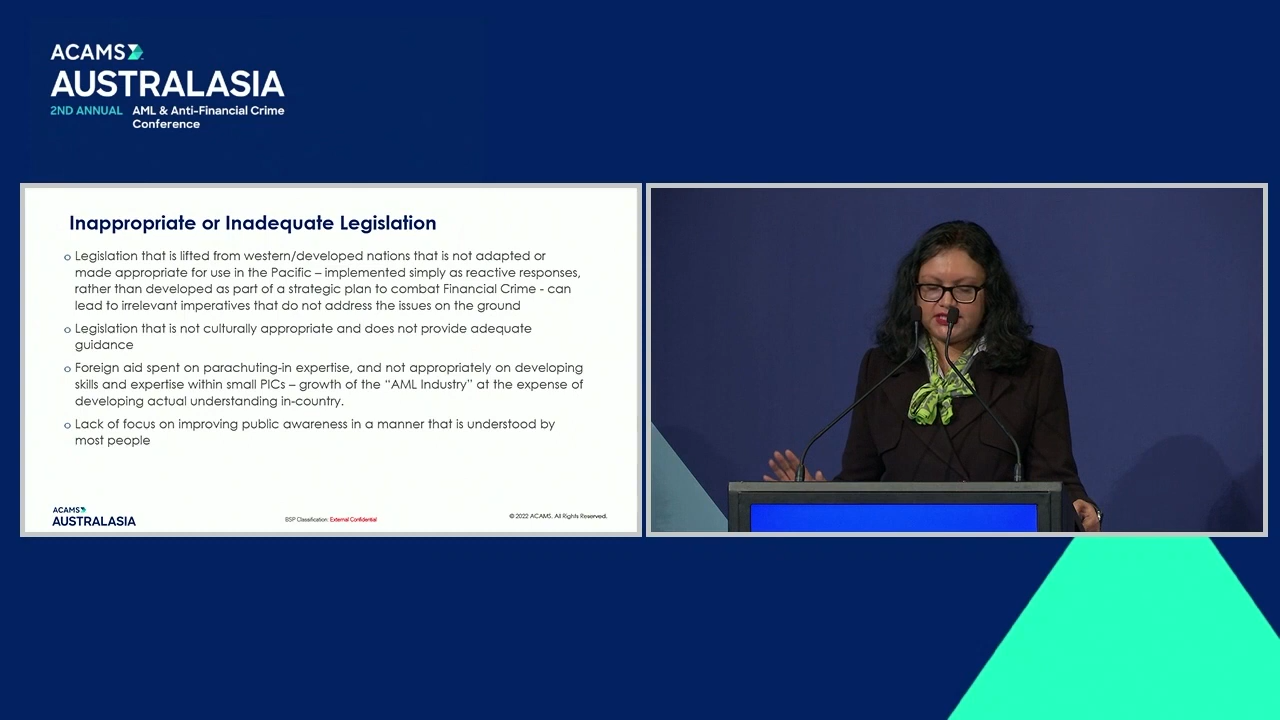 ACAMS
AUSTRALASIA
2ND ANNUAL AML & Anti-Financial Crime
Conference
Inappropriate or Inadequate Legislation
o Legislation that is lifted from western/developed nations that is not adapted or
made appropriate for use in the Pacific – implemented simply as reactive responses,
rather than developed as part of a strategic plan to combat Financial Crime - can
lead to irrelevant imperatives that do not address the issues on the ground
o Legislation that is not culturally appropriate and does not provide adequate
guidance
o Foreign aid spent on parachuting-in expertise, and not appropriately on developing
skills and expertise within small PICs – growth of the “AML Industry” at the expense of
developing actual understanding in-country.
o Lack of focus on improving public awareness in a manner that is understood by
most people
ACAMS
AUSTRALASIA
BSP Classification: External Confidential
© 2022 ACAMS. All Rights Reserved.